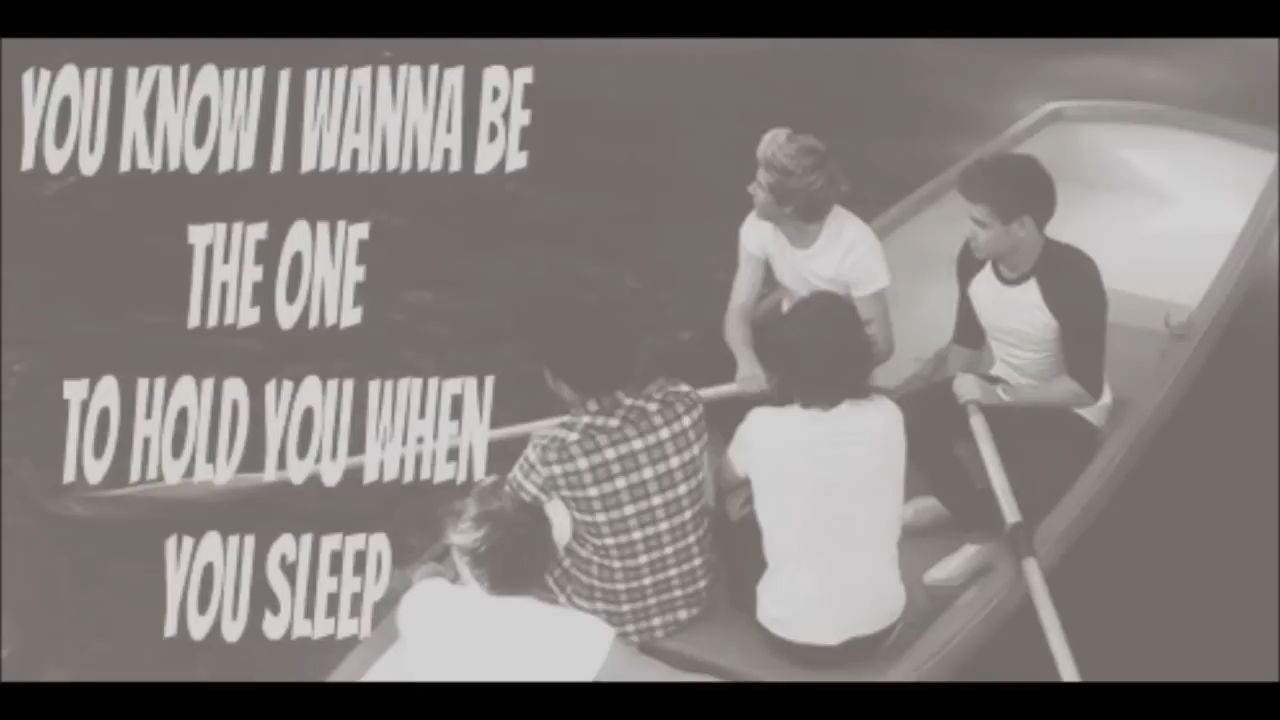 YOU KNOW I WANNA BE
THE ONE
TO HOLD YOU WHEN
YOU SLEEP